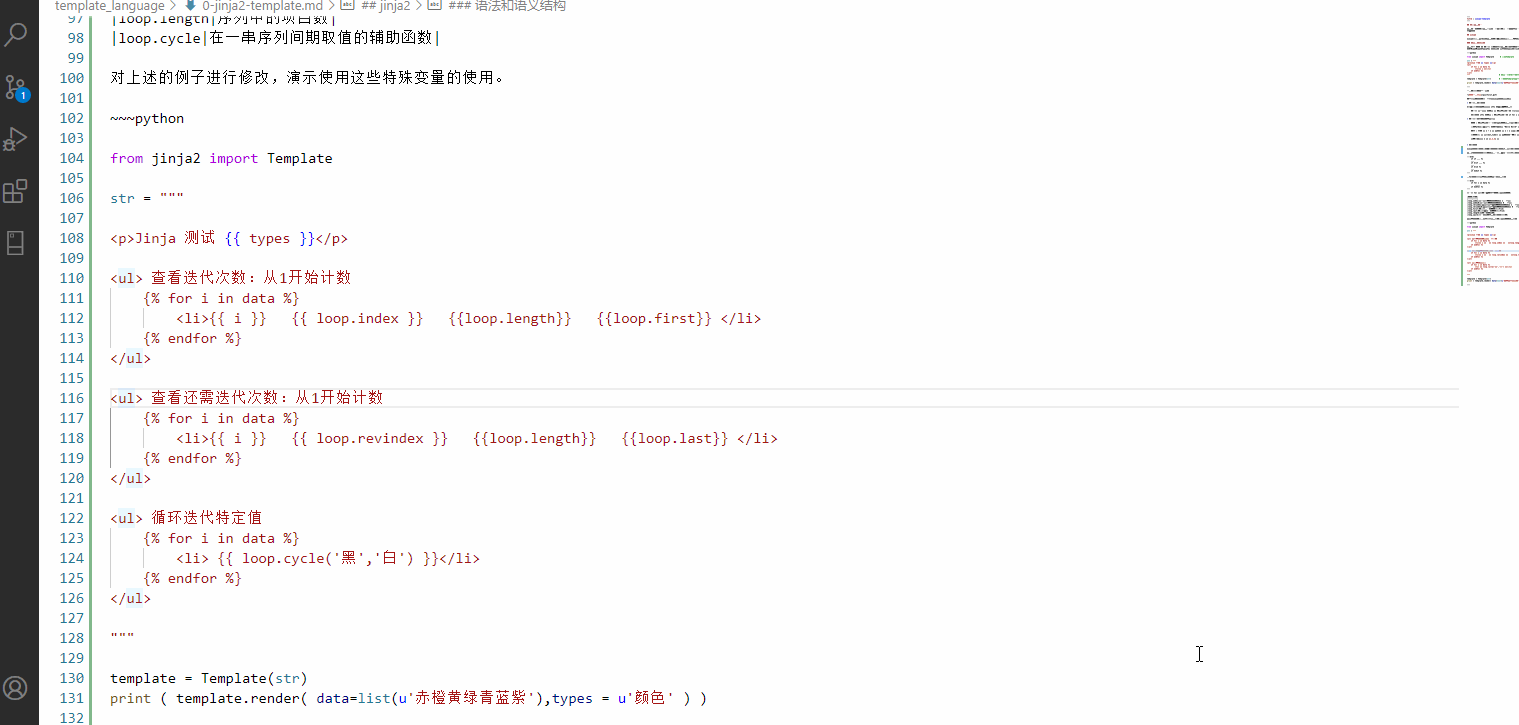 template_language > 0-jinja2-template.md > ## jinja2 > ### 语法和语义结构
97 |loop.length|序列中的项目数|
98 |loop.cycle|在一串序列间期取值的辅助函数|
99
100 对上述的例子进行修改，演示使用这些特殊变量的使用。
101
102 ~~~python
103
104 from jinja2 import Template
105
106 str = """
107
108 <p>Jinja 测试 {{ types }}</p>
109
110 <ul> 查看迭代次数：从1开始计数
111 {% for i in data %}
112 <li>{{ i }}   {{ loop.index }}   {{loop.length}}   {{loop.first}} </li>
113 {% endfor %}
114 </ul>
115
116 <ul> 查看还需迭代次数：从1开始计数
117 {% for i in data %}
118 <li>{{ i }}   {{ loop.revindex }}   {{loop.length}}   {{loop.last}} </li>
119 {% endfor %}
120 </ul>
121
122 <ul> 循环迭代特定值
123 {% for i in data %}
124 <li> {{ loop.cycle('黑','白') }}</li>
125 {% endfor %}
126 </ul>
127
128 """
129
130 template = Template(str)
131 print ( template.render( data=list(u'赤橙黄绿青蓝紫'),types = u'颜色' ) )
132
1